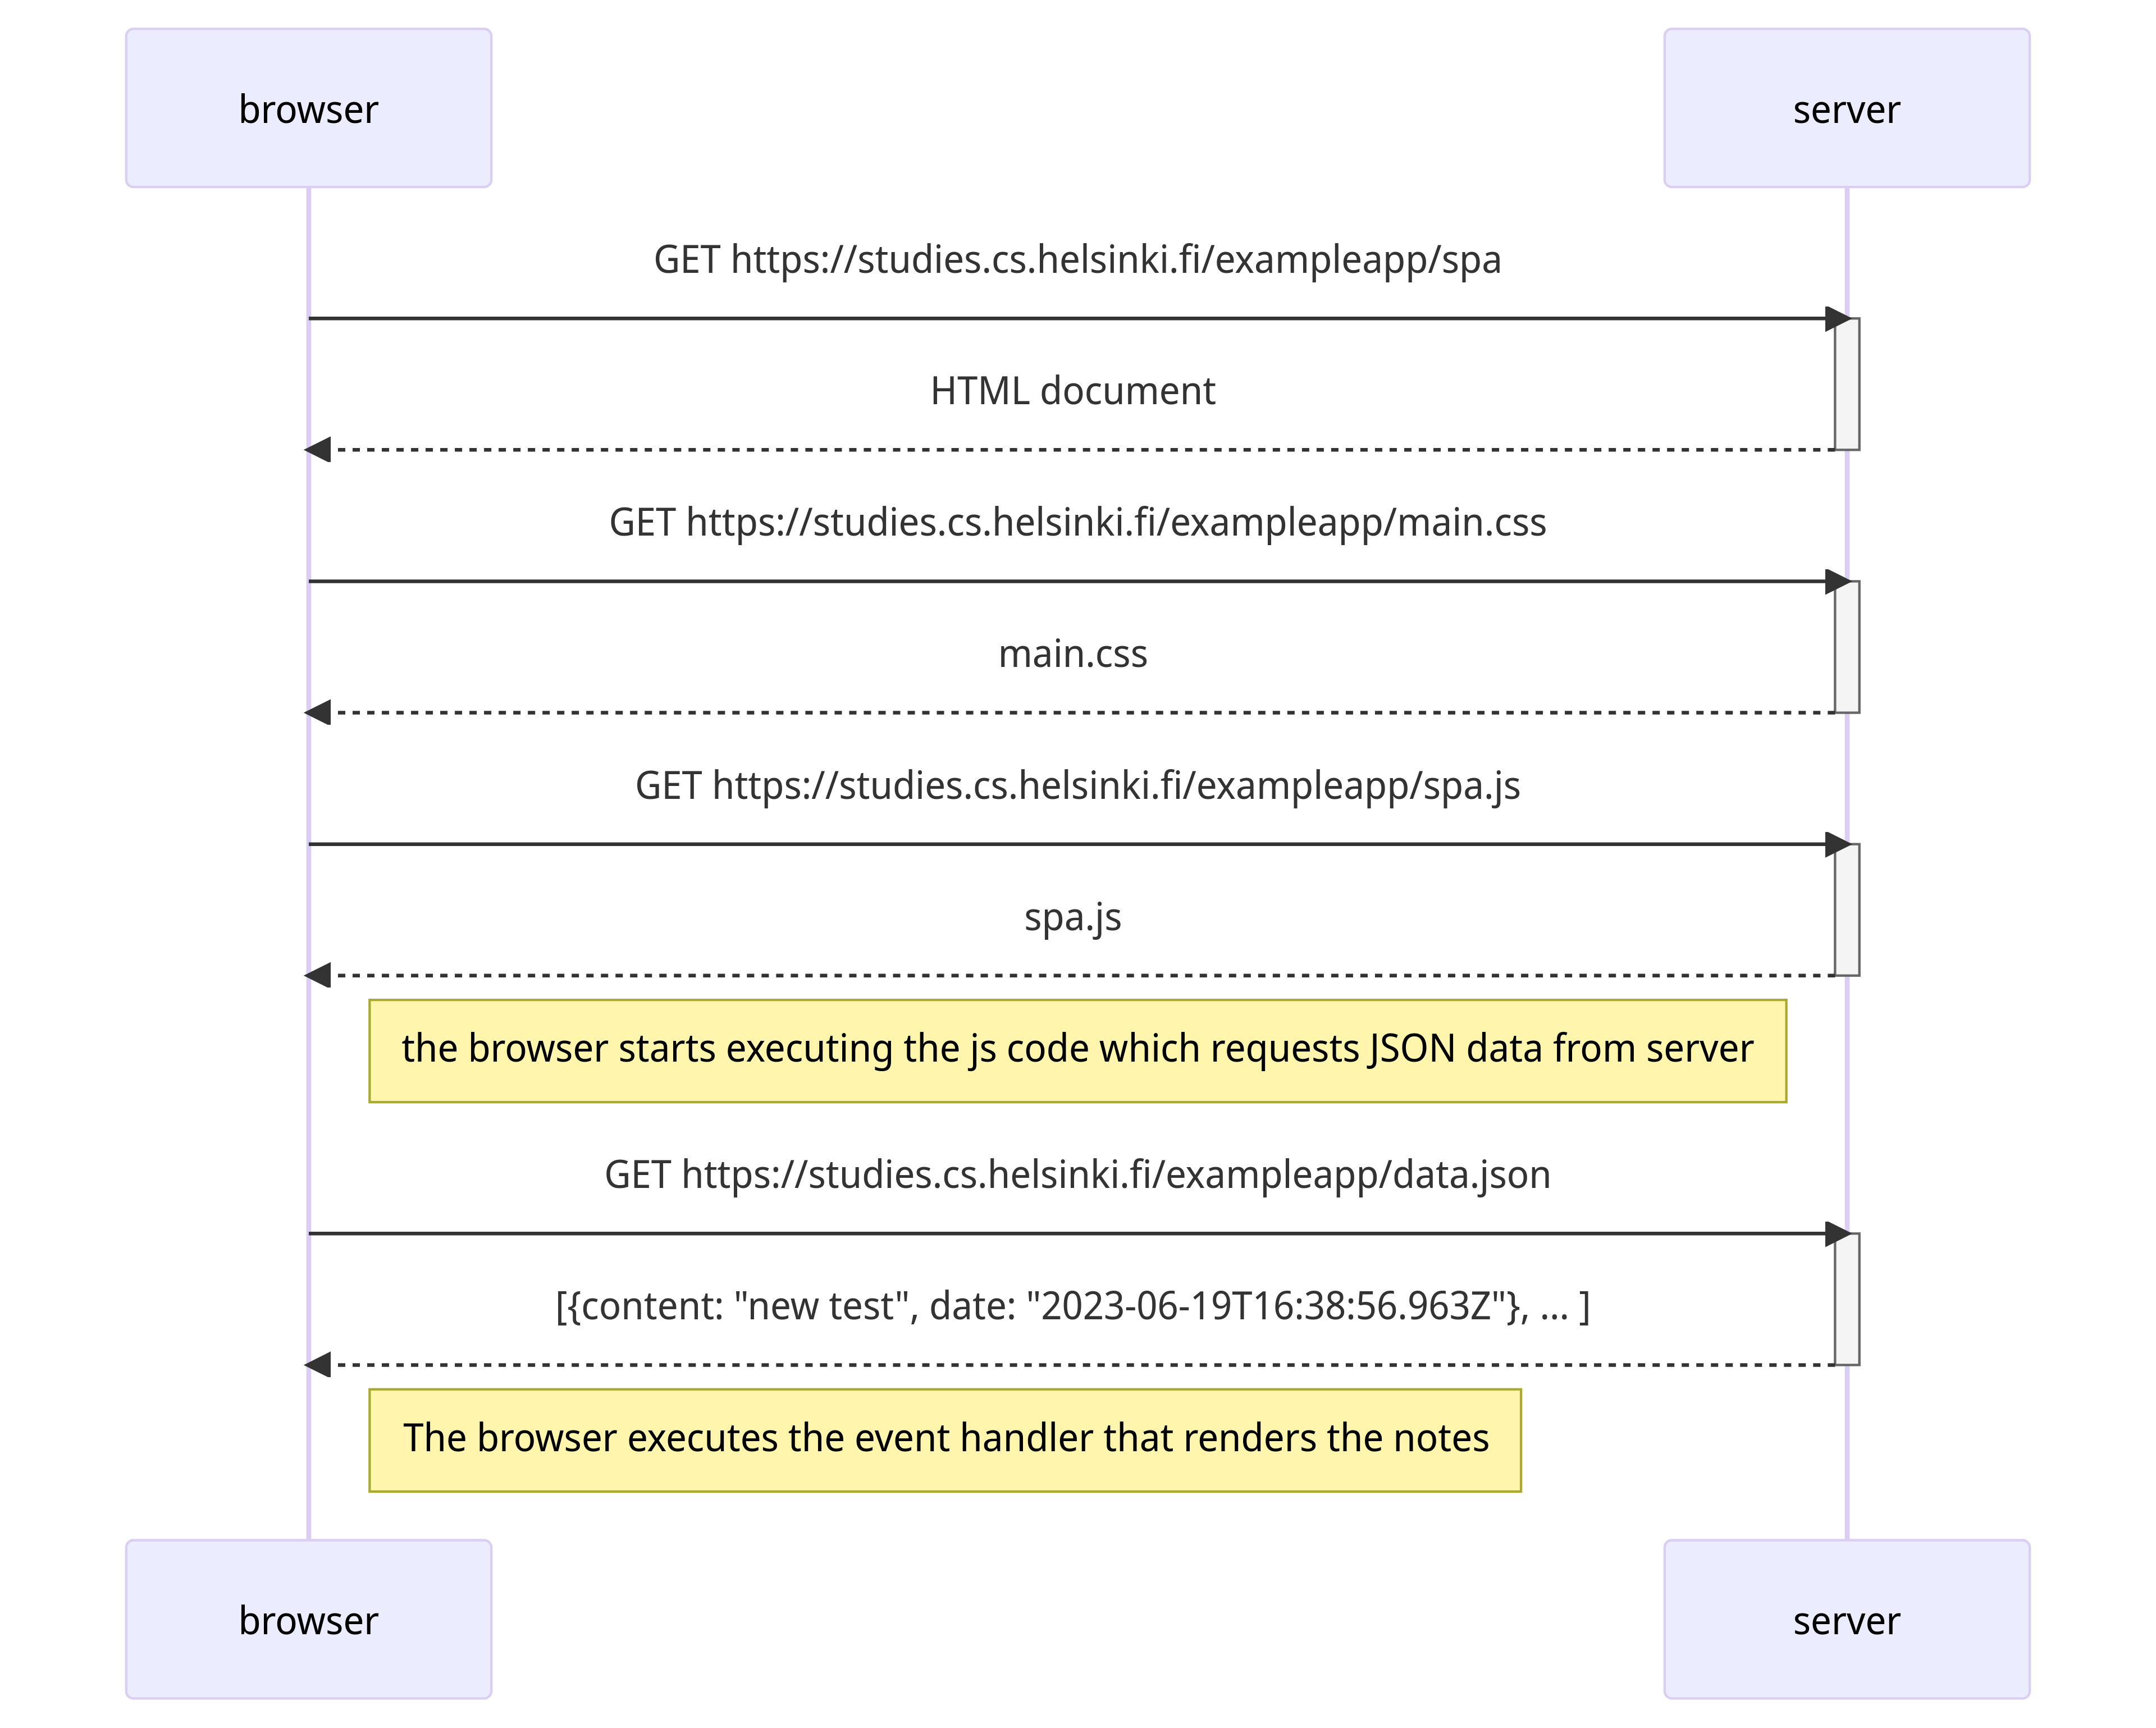 browser
server
GET https://studies.cs.helsinki.fi/exampleapp/spa
HTML document
GET https://studies.cs.helsinki.fi/exampleapp/main.css
main.css
GET https://studies.cs.helsinki.fi/exampleapp/spa.js
spa.js
the browser starts executing the js code which requests JSON data from server
GET https://studies.cs.helsinki.fi/exampleapp/data.json
[{content: "new test", date: "2023-06-19T16:38:56.963Z"}, ... ]
The browser executes the event handler that renders the notes
browser
server